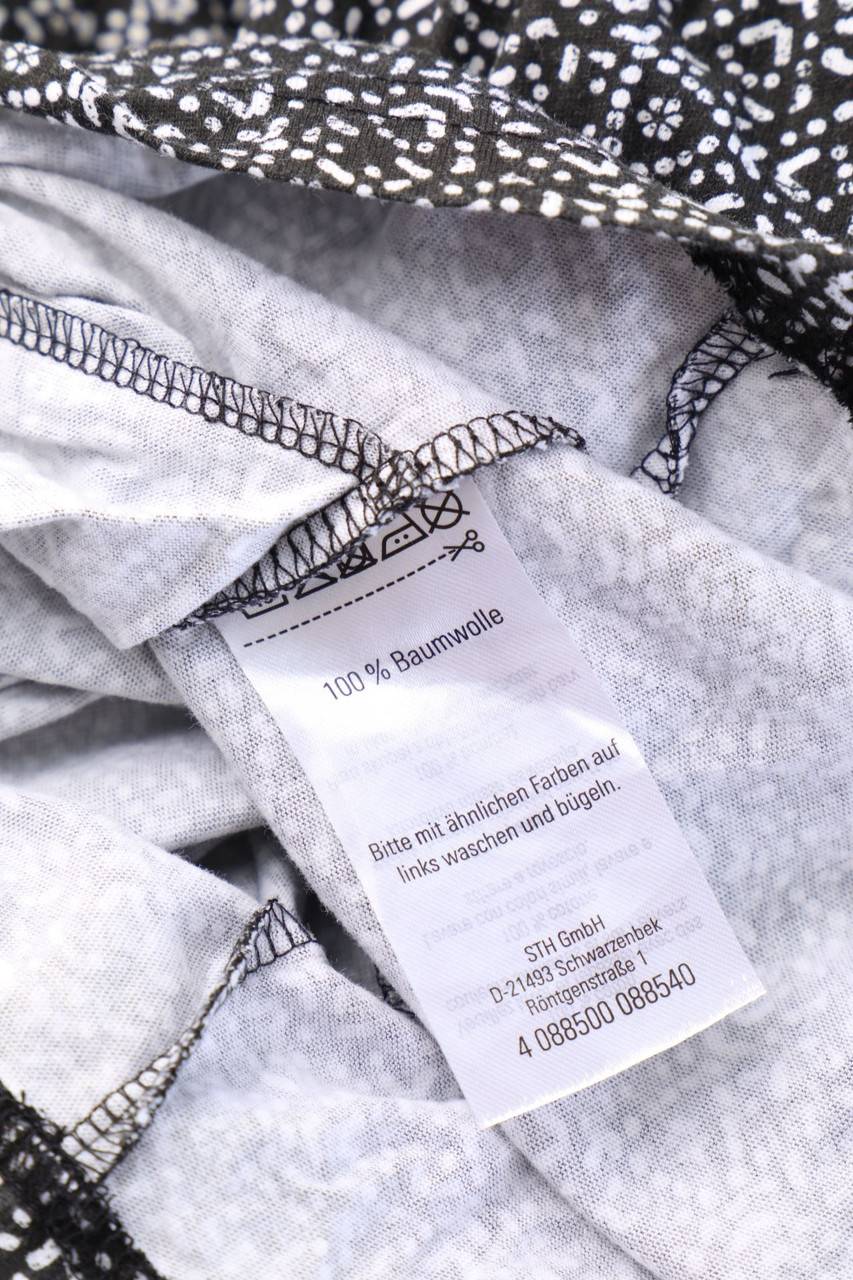 100 % Baumwolle
Bitte mit ähnlichen Farben auf
links waschen und bügeln.
STH GmbH
D-21493 Schwarzenbek
Röntgenstraße 1
4 088500 088540